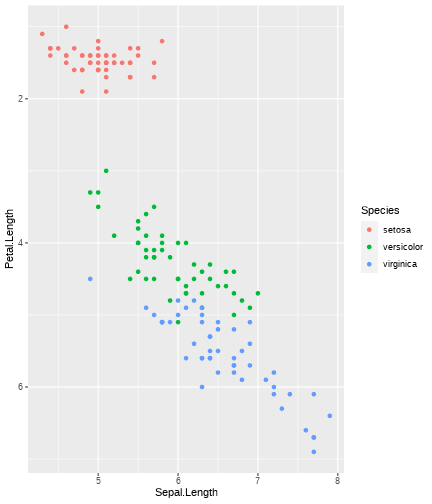 2
4
6
Petal.Length
5
6
7
8
Sepal.Length
Species
setosa
versicolor
virginica